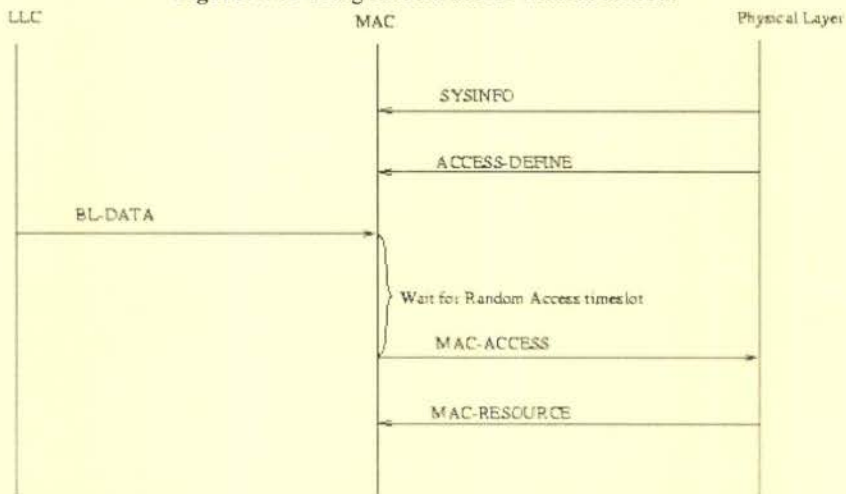 LLC
MAC
Physical Layer
SYSINFO
ACCESS-DEFINE
BL-DATA
Wait for Random Access timeslot
MAC-ACCESS
MAC-RESOURCE